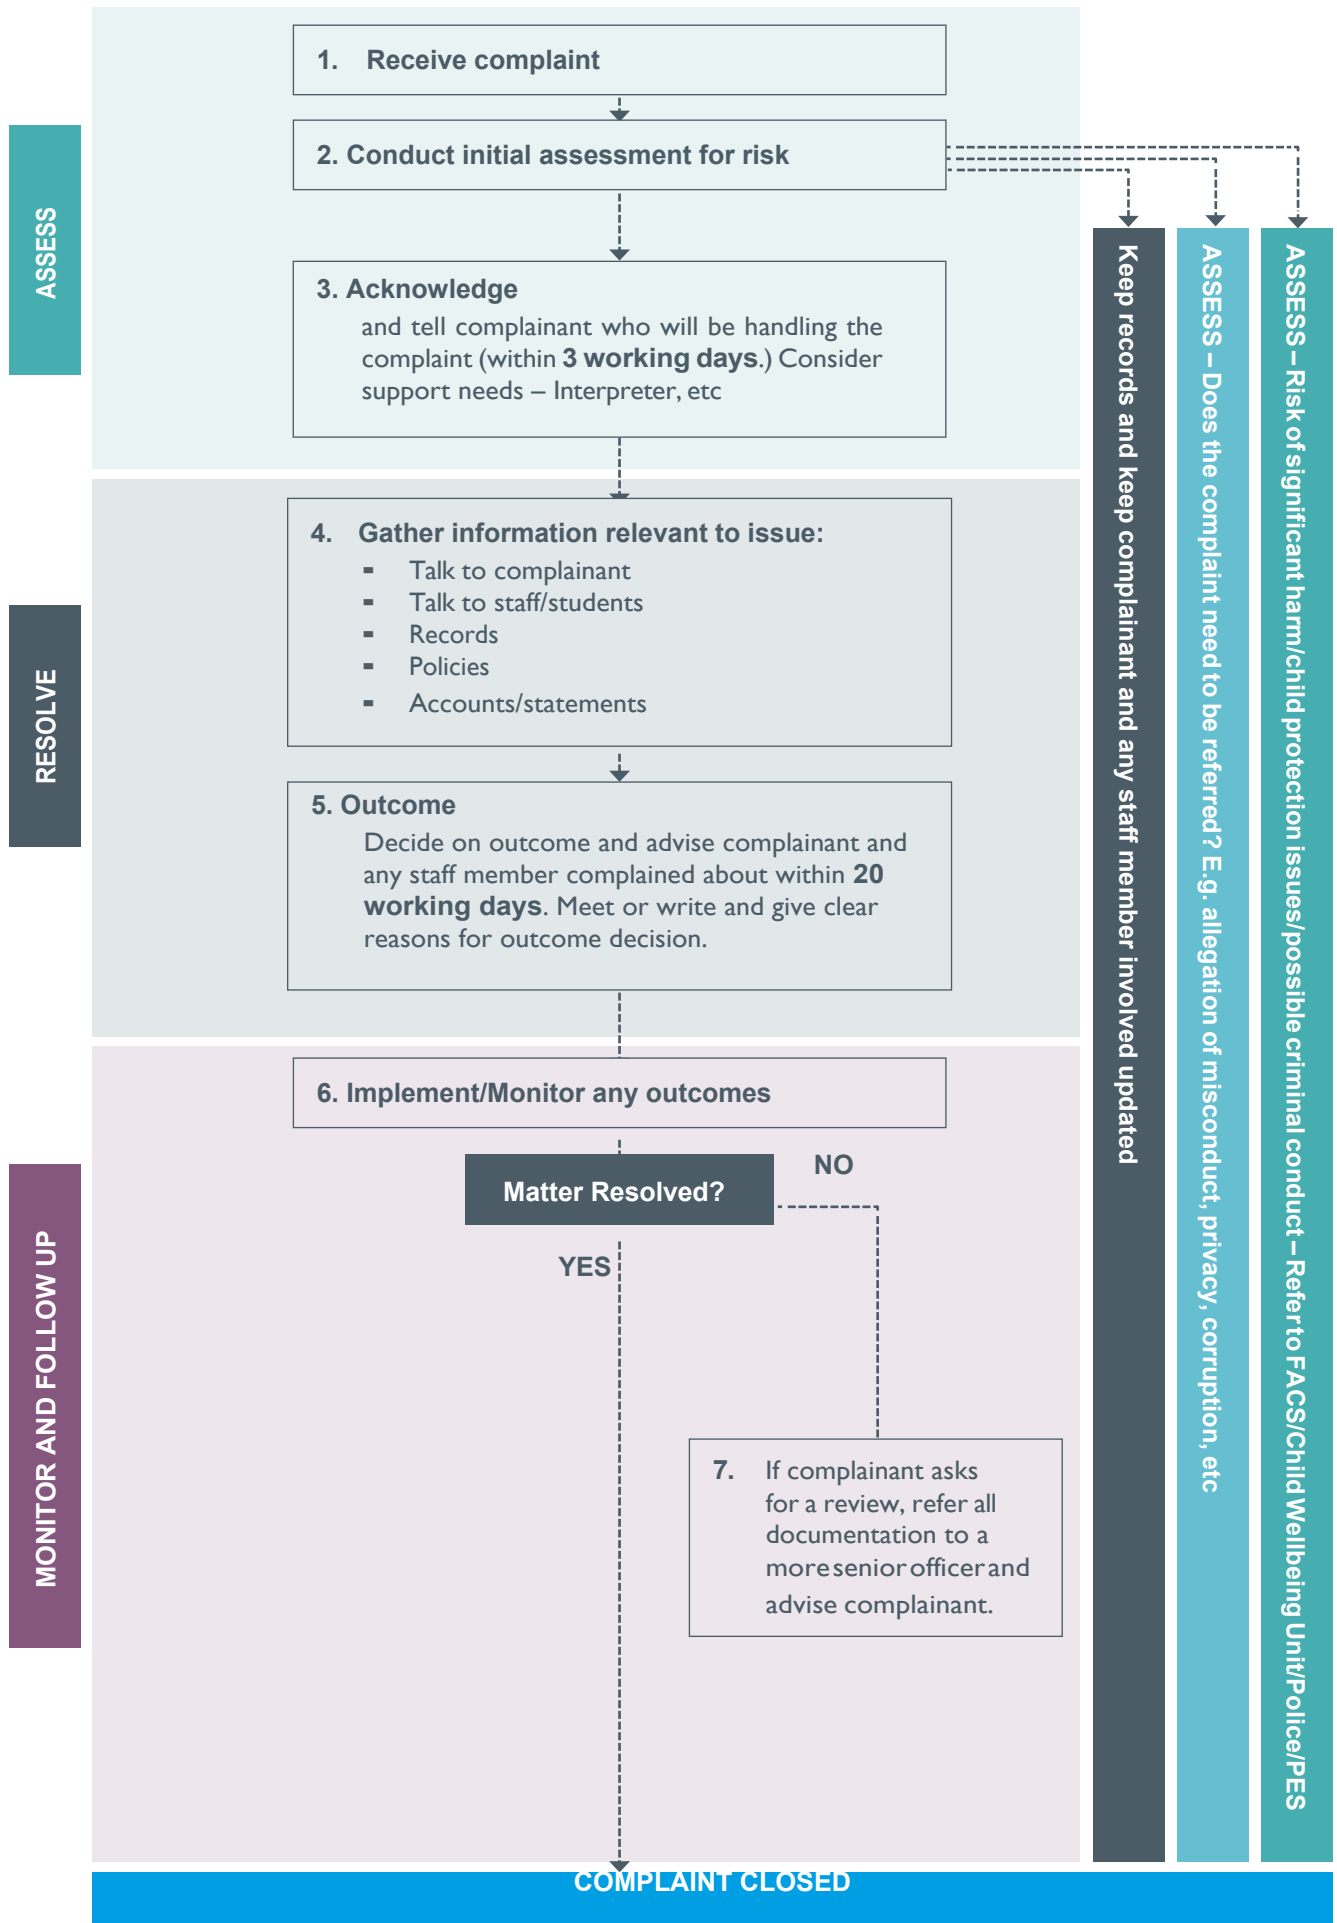 ASSESS
1. Receive complaint
2. Conduct initial assessment for risk
3. Acknowledge
and tell complainant who will be handling the
complaint (within 3 working days.) Consider
support needs – Interpreter, etc
RESOLVE
4. Gather information relevant to issue:
- Talk to complainant
- Talk to staff/students
- Records
- Policies
- Accounts/statements
5. Outcome
Decide on outcome and advise complainant and
any staff member complained about within 20
working days. Meet or write and give clear
reasons for outcome decision.
MONITOR AND FOLLOW UP
6. Implement/Monitor any outcomes
Matter Resolved?
NO
YES
7. If complainant asks
for a review, refer all
documentation to a
more senior officer and
advise complainant.
Keep records and keep complainant and any staff member involved updated
ASSESS – Does the complaint need to be referred? E.g. allegation of misconduct, privacy, corruption, etc
ASSESS – Risk of significant harm/child protection issues/possible criminal conduct – Refer to FACS/Child Wellbeing Unit/Police/PES
COMPLAINT CLOSED